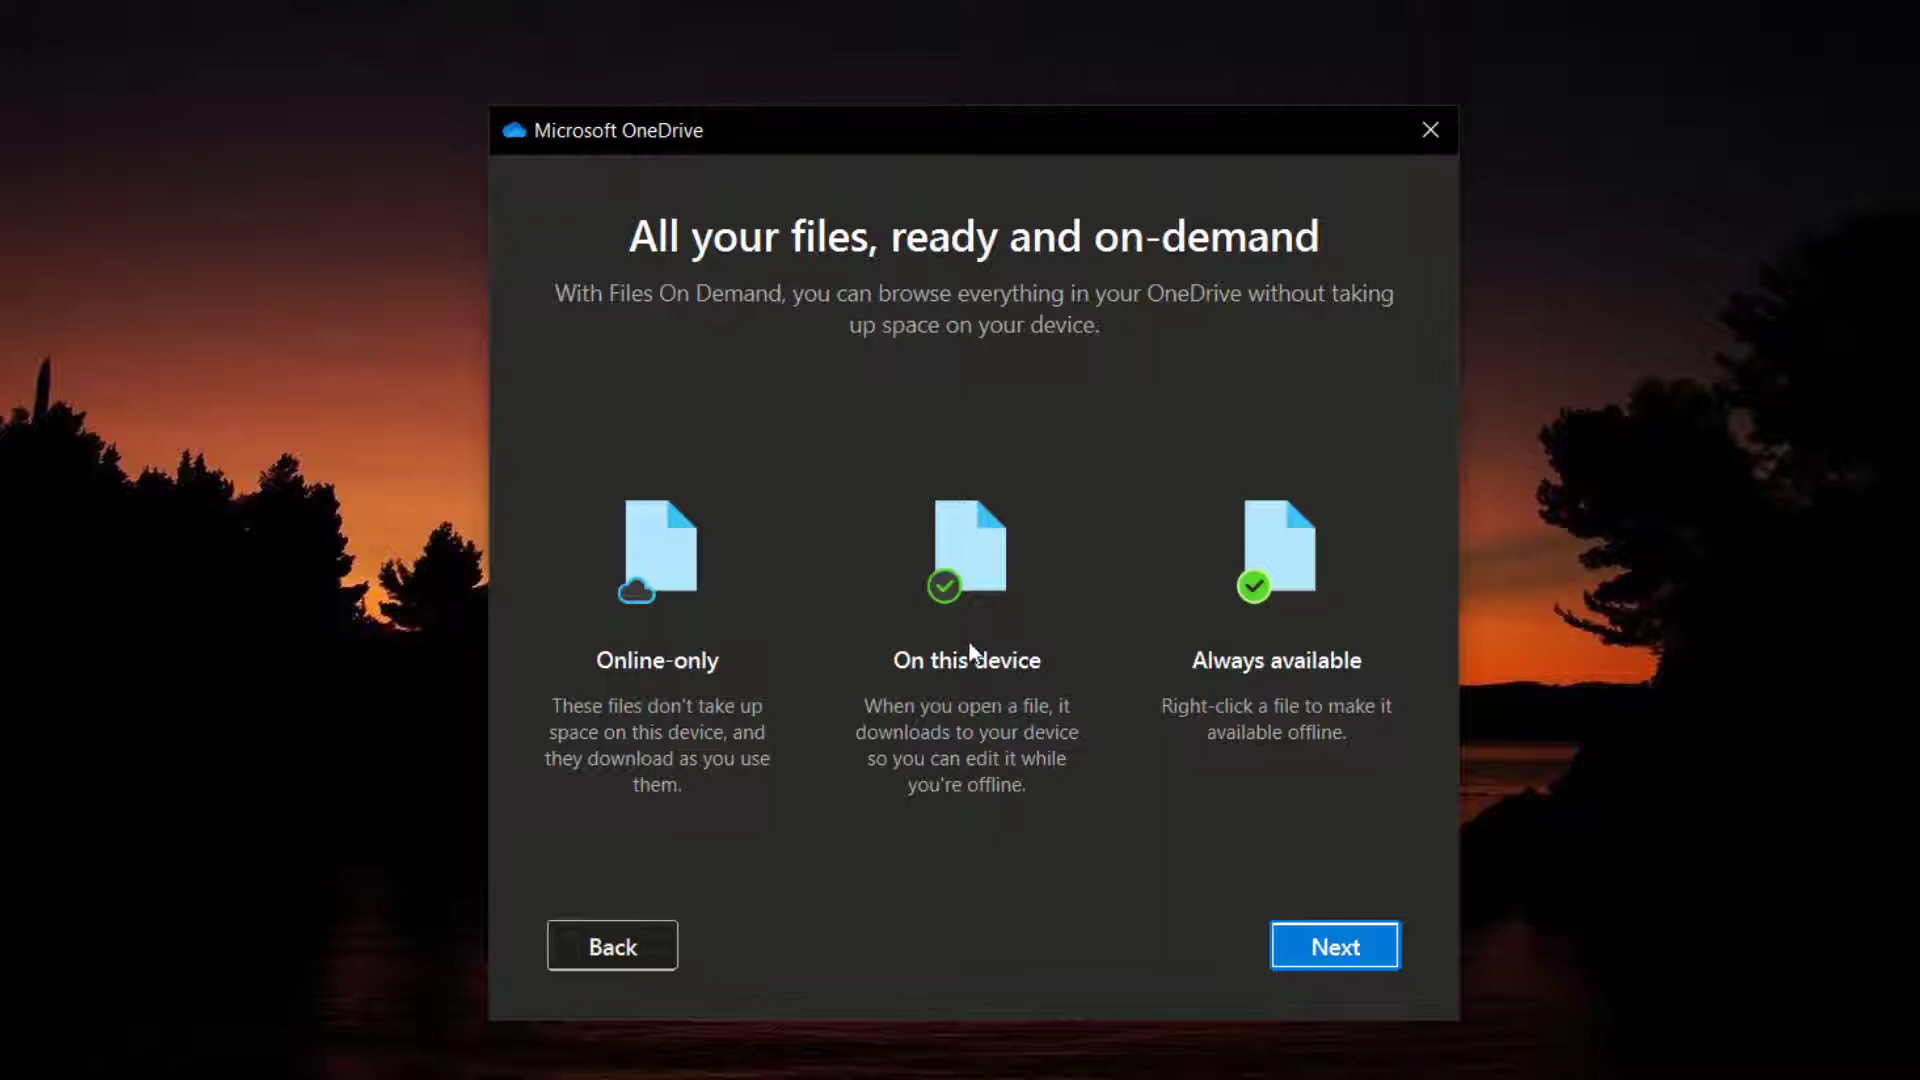 Microsoft OneDrive
All your files, ready and on-demand
With Files On Demand, you can browse everything in your OneDrive without taking
up space on your device.
Online-only
These files don't take up
space on this device, and
they download as you use
them.
On this device
When you open a file, it
downloads to your device
so you can edit it while
you're offline.
Always available
Right-click a file to make it
available offline.
Back
Next